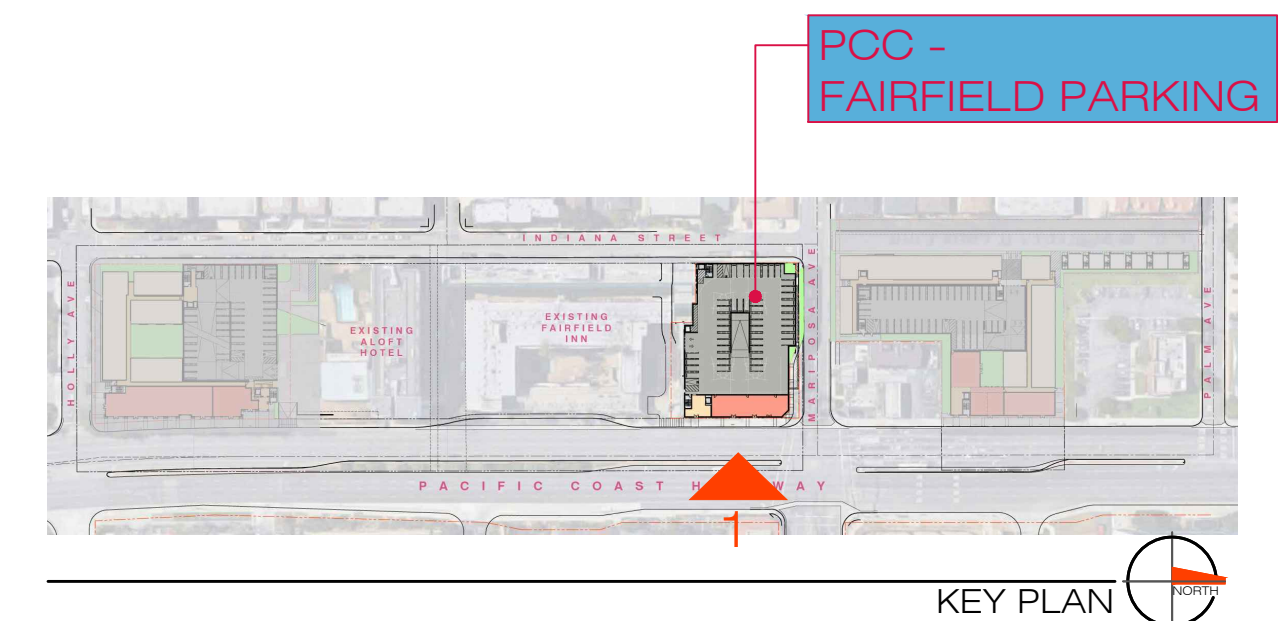 PCC -
FAIRFIELD PARKING
INDIANA STREET
HOLLY AVE
EXISTING
ALOFT
HOTEL
EXISTING
FAIRFIELD
INN
MARIPOSA AVE
PALM AVE
PACIFIC COAST H WAY
1
KEY PLAN
NORTH